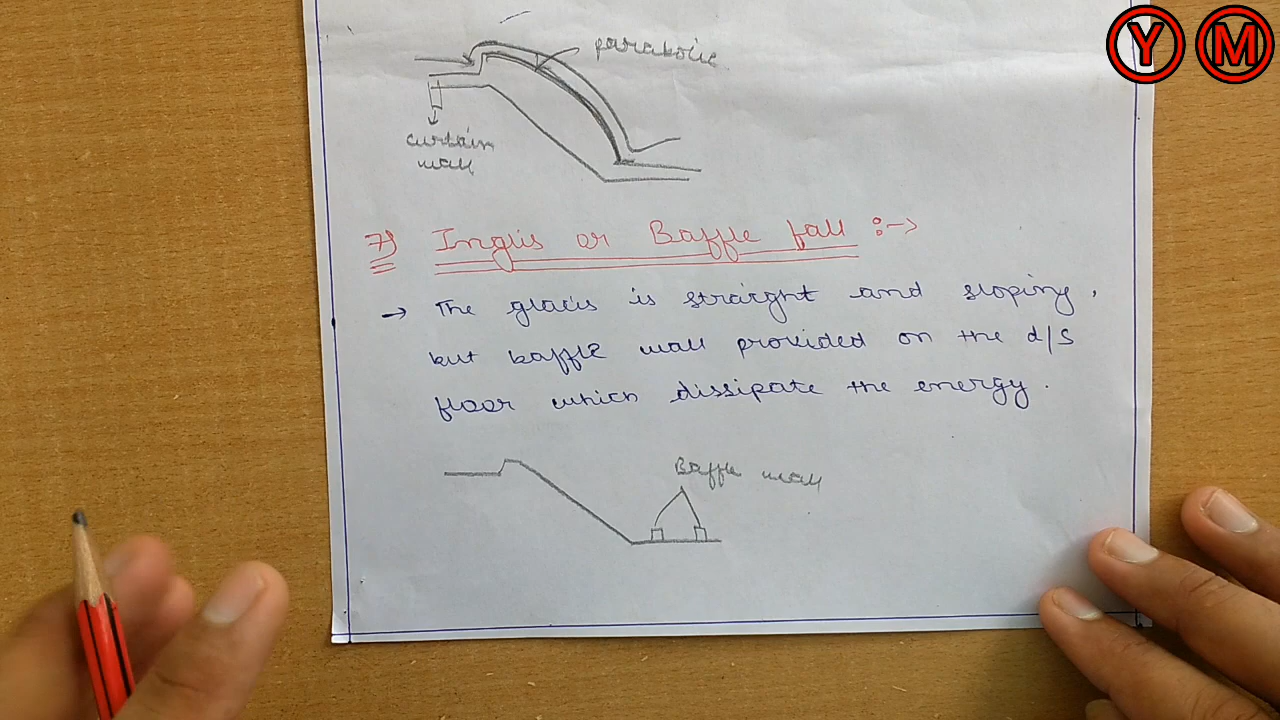 Y M
parabolic
curtain
wall
7) Inglis or Baffle fall :->
-> The glacis is straight and sloping,
but baffle wall provided on the d/s
floor which dissipate the energy.
Baffle wall